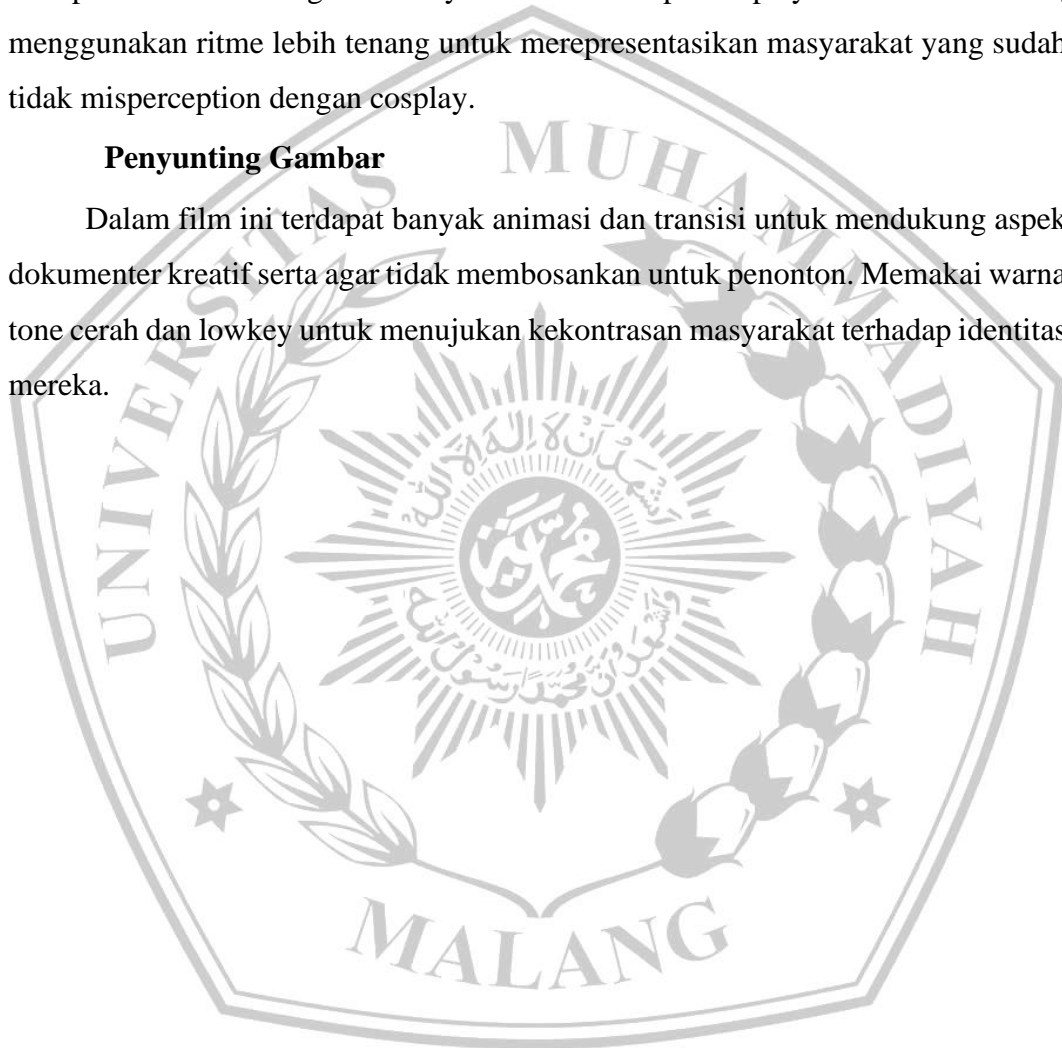 menggunakan ritme lebih tenang untuk merepresentasikan masyarakat yang sudah
tidak misperception dengan cosplay.
Penyunting Gambar
Dalam film ini terdapat banyak animasi dan transisi untuk mendukung aspek
dokumenter kreatif serta agar tidak membosankan untuk penonton. Memakai warna
tone cerah dan lowkey untuk menujukan kekontrasan masyarakat terhadap identitas
mereka.
UNIVERSITAS MUHAMMADIYAH
MALANG